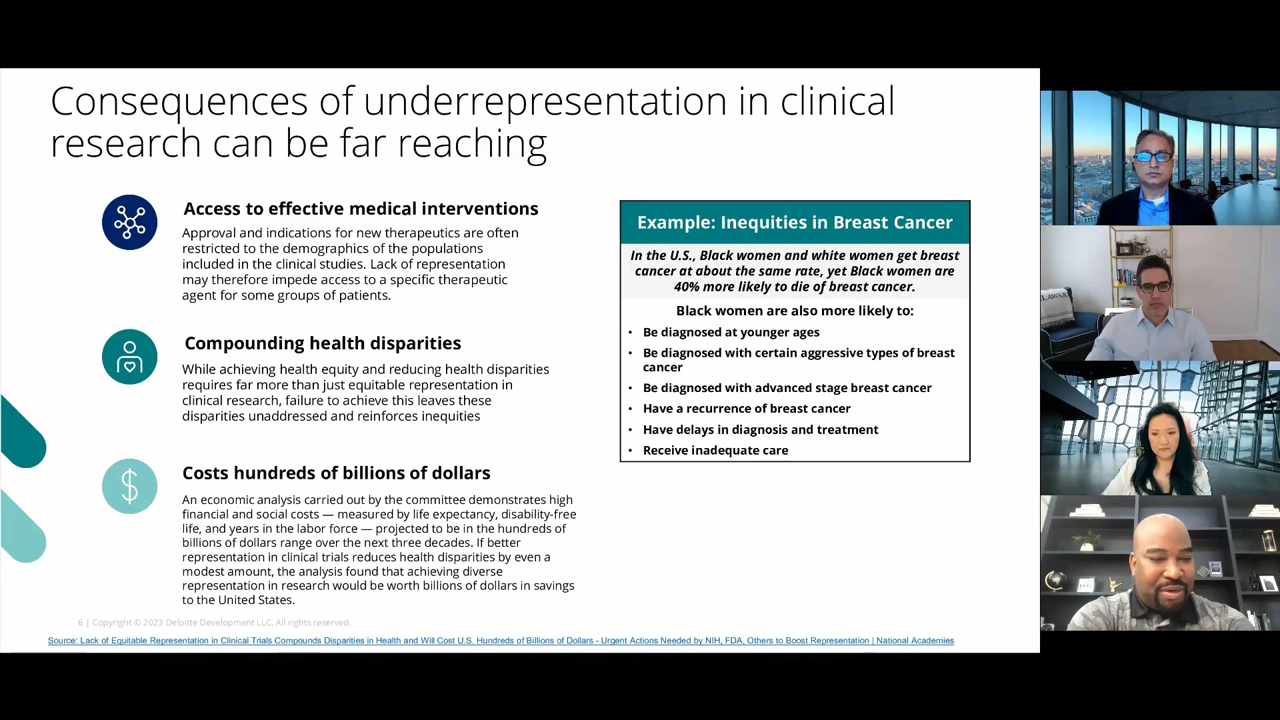 Consequences of underrepresentation in clinical
research can be far reaching
Access to effective medical interventions
Approval and indications for new therapeutics are often
restricted to the demographics of the populations
included in the clinical studies. Lack of representation
may therefore impede access to a specific therapeutic
agent for some groups of patients.
Compounding health disparities
While achieving health equity and reducing health disparities
requires far more than just equitable representation in
clinical research, failure to achieve this leaves these
disparities unaddressed and reinforces inequities
$
Costs hundreds of billions of dollars
An economic analysis carried out by the committee demonstrates high
financial and social costs — measured by life expectancy, disability-free
life, and years in the labor force — projected to be in the hundreds of
billions of dollars range over the next three decades. If better
representation in clinical trials reduces health disparities by even a
modest amount, the analysis found that achieving diverse
representation in research would be worth billions of dollars in savings
to the United States.
Example: Inequities in Breast Cancer
In the U.S., Black women and white women get breast
cancer at about the same rate, yet Black women are
40% more likely to die of breast cancer.
Black women are also more likely to:
• Be diagnosed at younger ages
• Be diagnosed with certain aggressive types of breast
cancer
• Be diagnosed with advanced stage breast cancer
• Have a recurrence of breast cancer
• Have delays in diagnosis and treatment
• Receive inadequate care
6 | Copyright © 2023 Deloitte Development LLC. All rights reserved.
Source: Lack of Equitable Representation in Clinical Trials Compounds Disparities in Health and Will Cost U.S. Hundreds of Billions of Dollars - Urgent Actions Needed by NIH, FDA, Others to Boost Representation | National Academies